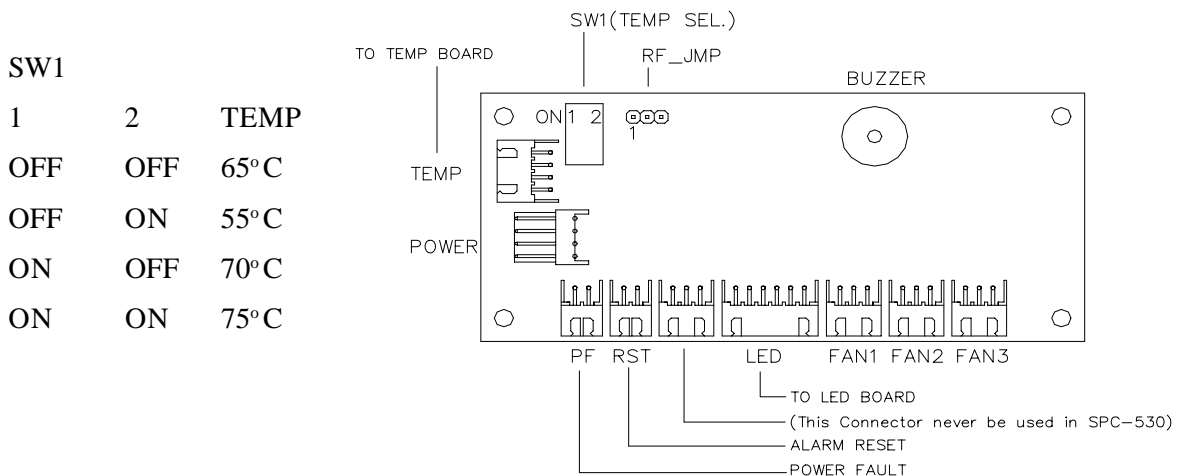 SW1
1 2 TEMP
OFF OFF 65°C
OFF ON 55°C
ON OFF 70°C
ON ON 75°C
SW1(TEMP SEL.)
TO TEMP BOARD
RF_JMP
BUZZER
ON 1 2
1
TEMP
POWER
PF RST LED FAN1 FAN2 FAN3
TO LED BOARD
(This Connector never be used in SPC-530)
ALARM RESET
POWER FAULT